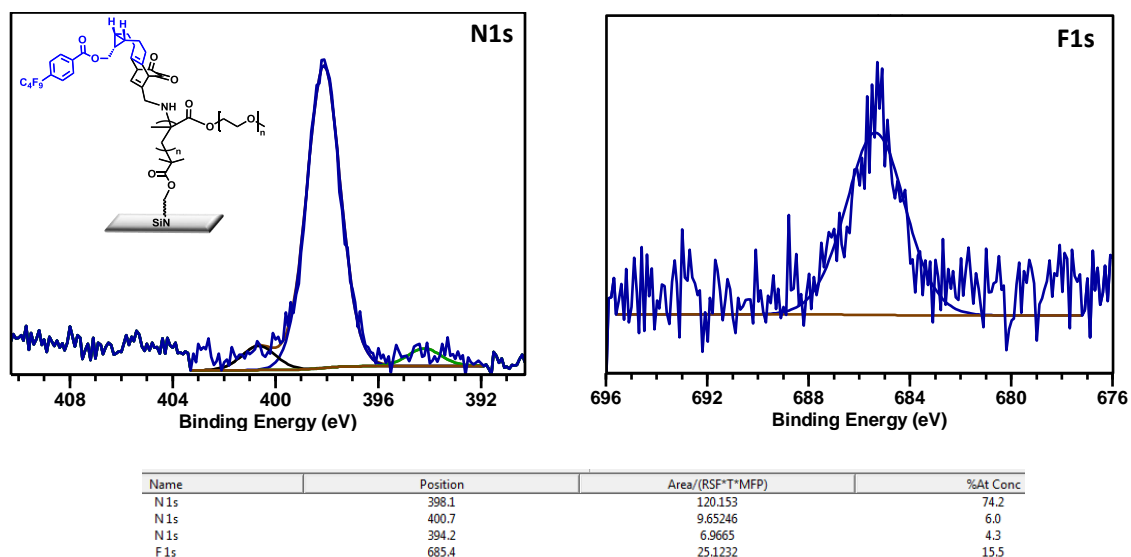 N1s
H H
O
O
O
O
C4F9
NH
O
O
O
n
n
O
O
SiN
408 404 400 396 392
Binding Energy (eV)
F1s
696 692 688 684 680 676
Binding Energy (eV)
Name Position Area/(RSF*T*MFP) %At Conc
N 1s 398.1 120.153 74.2
N 1s 400.7 9.65246 6.0
N 1s 394.2 6.9665 4.3
F 1s 685.4 25.1232 15.5